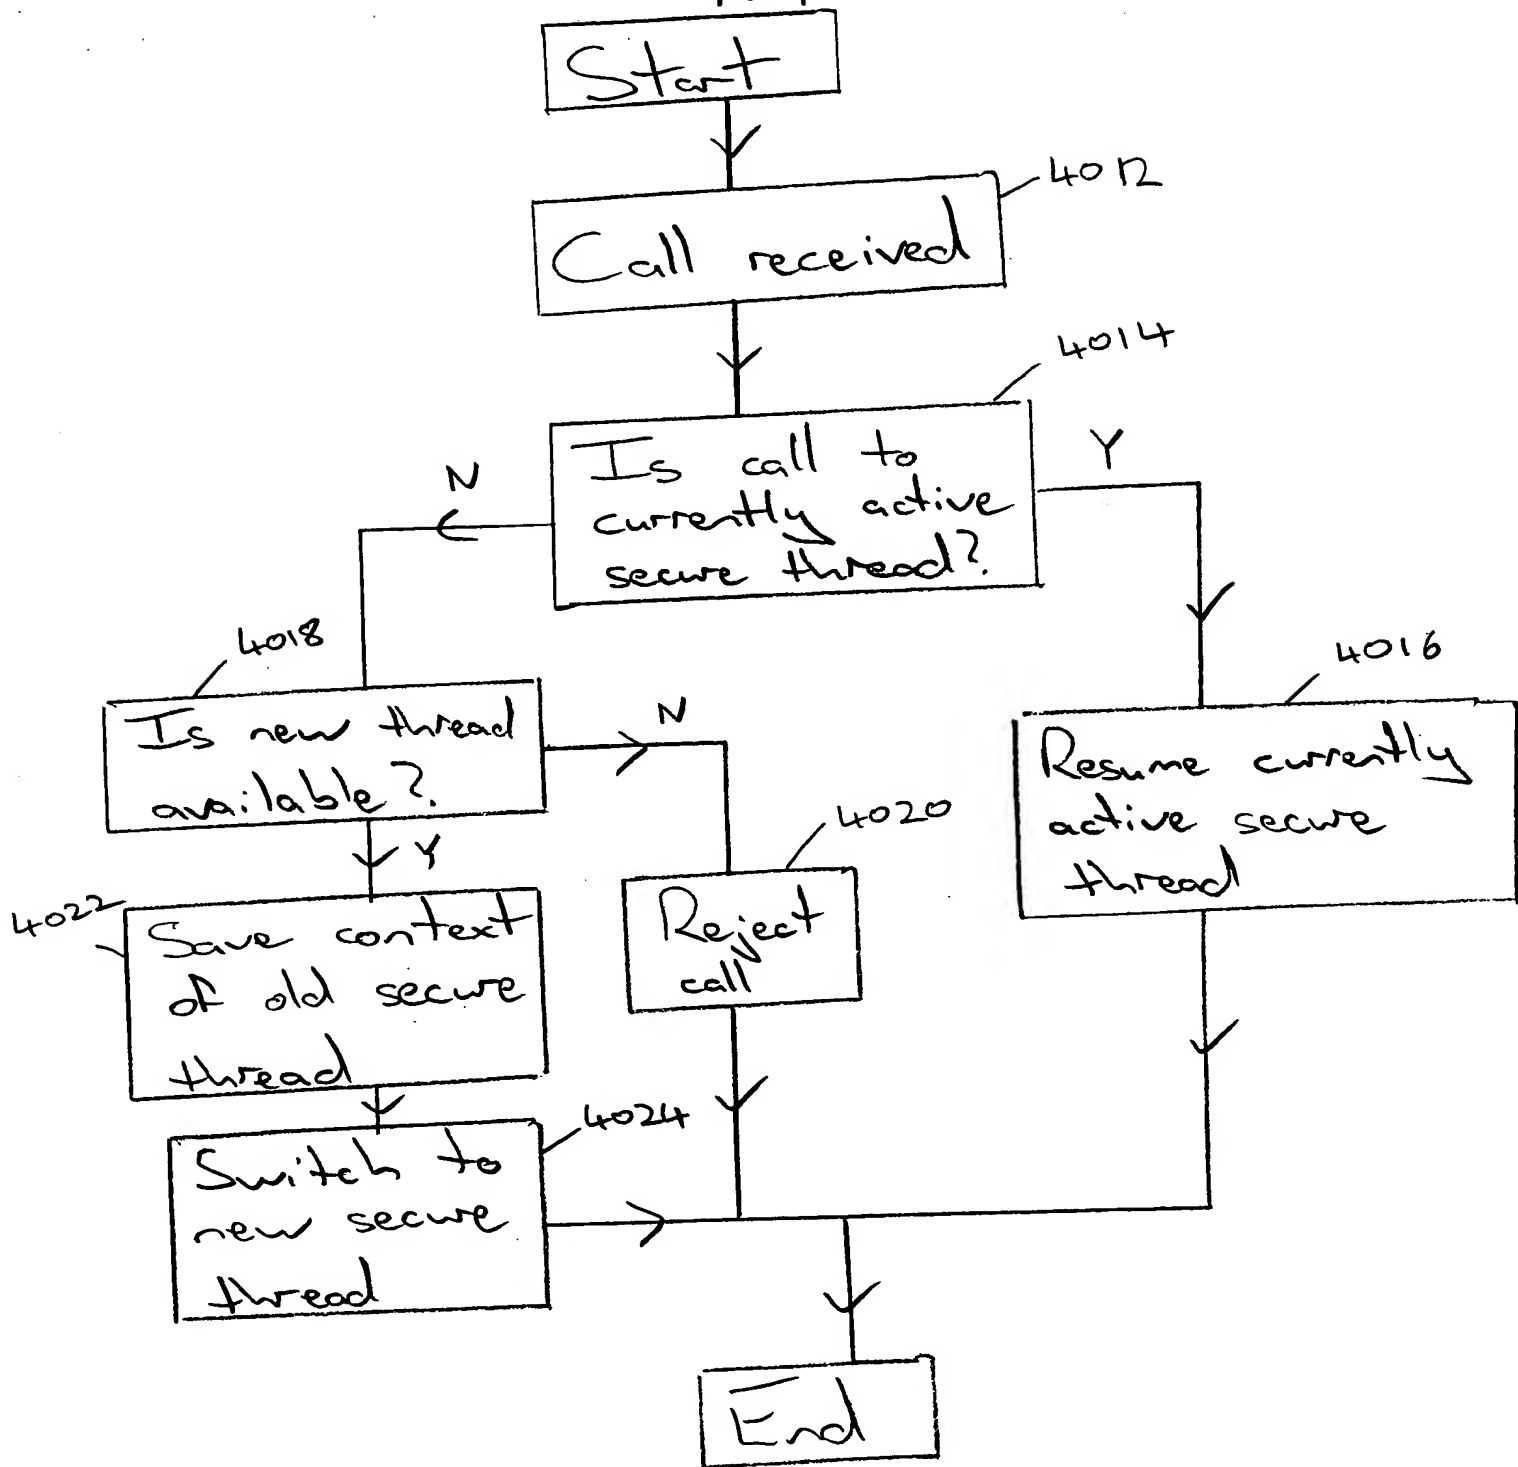 Start
4012
Call received
4014
Is call to
currently active
secure thread?
N
Y
4018
Is new thread
available?
N
4016
Resume currently
active secure
thread
4020
Reject
call
Y
4022
Save context
of old secure
thread
4024
Switch to
new secure
thread
End